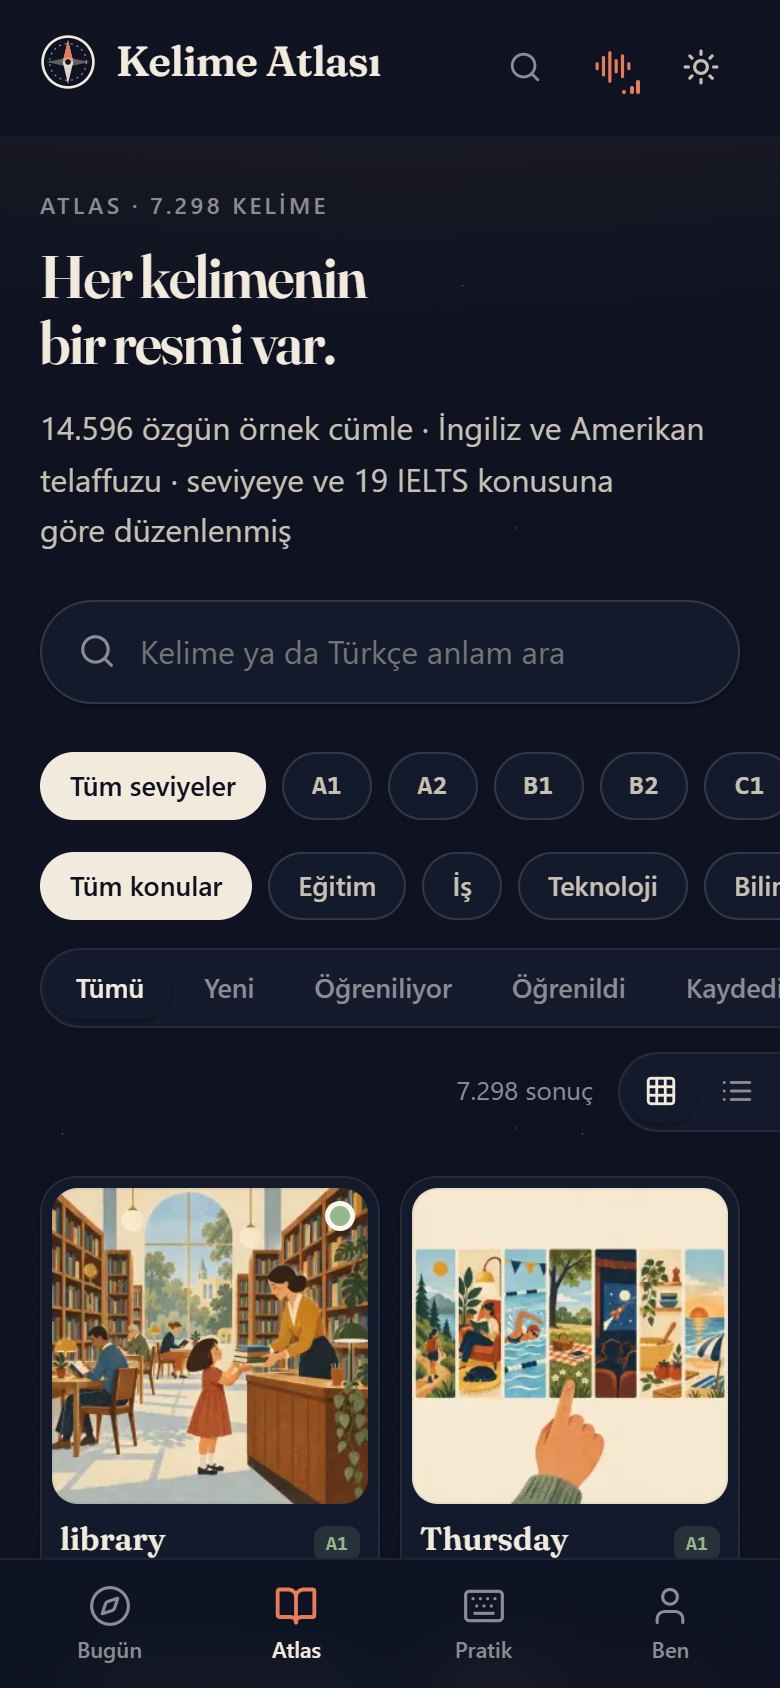 Kelime Atlası
ATLAS · 7.298 KELİME
Her kelimenin
bir resmi var.
14.596 özgün örnek cümle · İngiliz ve Amerikan
telaffuzu · seviyeye ve 19 IELTS konusuna
göre düzenlenmiş
Kelime ya da Türkçe anlam ara
Tüm seviyeler A1 A2 B1 B2 C1
Tüm konular Eğitim İş Teknoloji
Tümü Yeni Öğreniliyor Öğrenildi
7.298 sonuç
library A1 Thursday A1
Bugün Atlas Pratik Ben